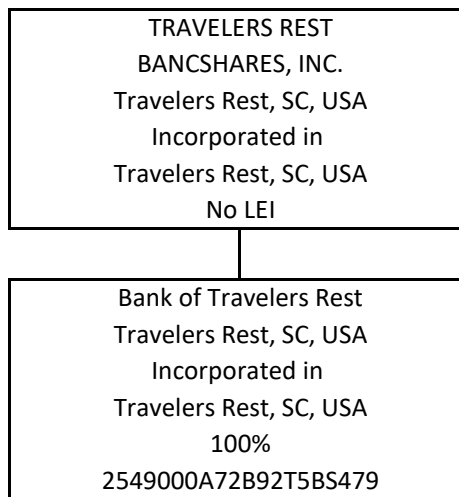 TRAVELERS REST
BANCSHARES, INC.
Travelers Rest, SC, USA
Incorporated in
Travelers Rest, SC, USA
No LEI
Bank of Travelers Rest
Travelers Rest, SC, USA
Incorporated in
Travelers Rest, SC, USA
100%
2549000A72B92T5BS479